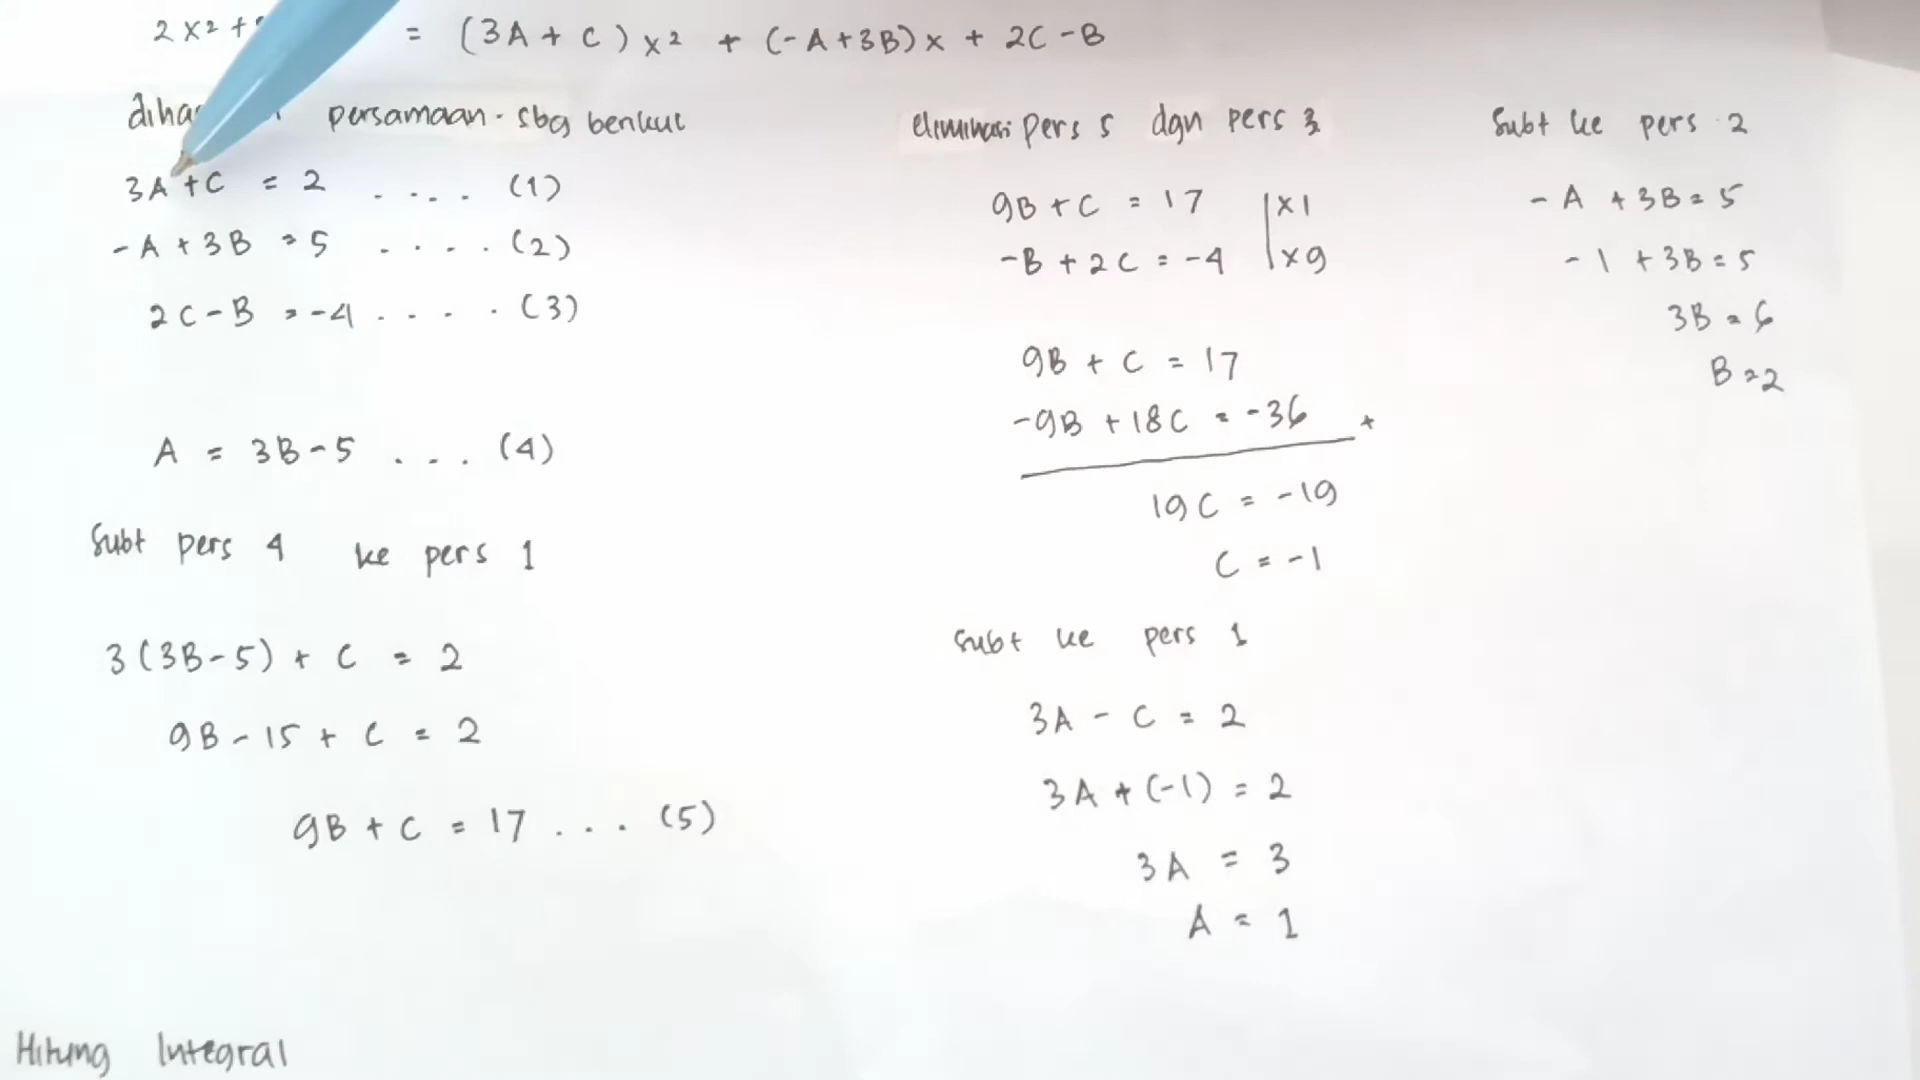 2x² + = (3A + C) x² + (-A+3B) x + 2C - B
persamaan sbg berikut
3A + C = 2 .... (1)
-A + 3B = 5 .... (2)
2C - B = -4 .... (3)
A = 3B - 5 ... (4)
Subt pers 4 ke pers 1
3(3B-5) + C = 2
9B - 15 + C = 2
9B + C = 17 ... (5)
eliminasi pers 5 dgn pers 3
9B + C = 17 | x1
-B + 2C = -4 | x9
9B + C = 17
-9B + 18C = -36 +
19C = -19
C = -1
Subt ke pers 1
3A - C = 2
3A + (-1) = 2
3A = 3
A = 1
Subt ke pers 2
-A + 3B = 5
-1 + 3B = 5
3B = 6
B = 2
Hitung Integral